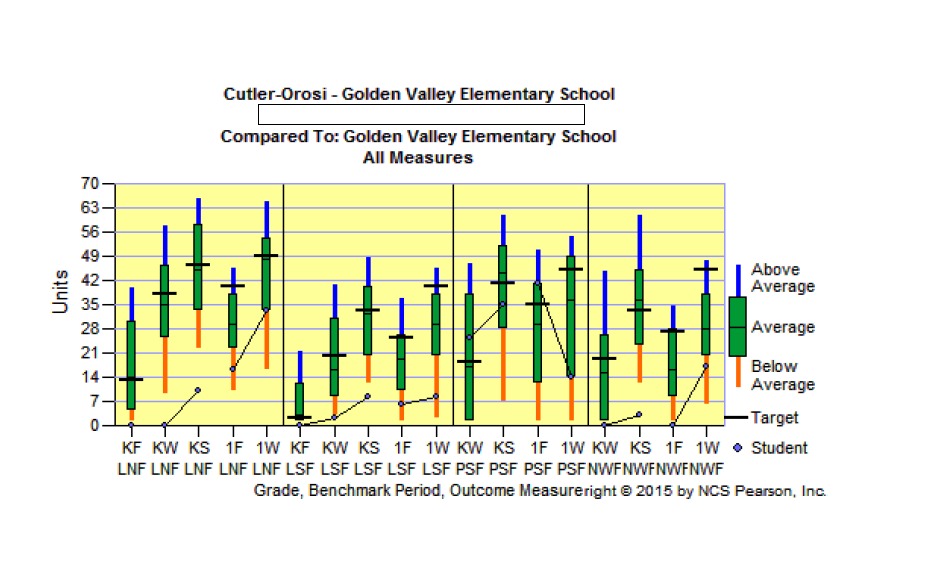 Cutler-Orosi - Golden Valley Elementary School
Compared To: Golden Valley Elementary School
All Measures
70
63
56
49
42
35
28
21
14
7
0
Units
KF KW KS 1F 1W KF KW KS 1F 1W KW KS 1F 1W KW KS 1F 1W
LNF LNF LNF LNF LNF LSF LSF LSF LSF LSF PSF PSF PSF PSF NWF NWF NWF NWF
Grade, Benchmark Period, Outcome Measureright © 2015 by NCS Pearson, Inc.
Above
Average
Average
Below
Average
Target
Student